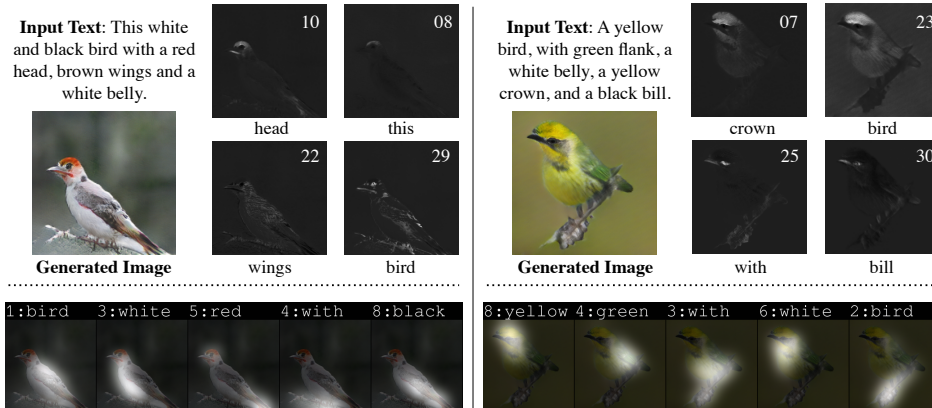 Input Text: This white
and black bird with a red
head, brown wings and a
white belly.
Generated Image
10
head
08
this
22
wings
29
bird
1:bird 3:white 5:red 4:with 8:black
Input Text: A yellow
bird, with green flank, a
white belly, a yellow
crown, and a black bill.
Generated Image
07
crown
23
bird
25
with
30
bill
8:yellow 4:green 3:with 6:white 2:bird